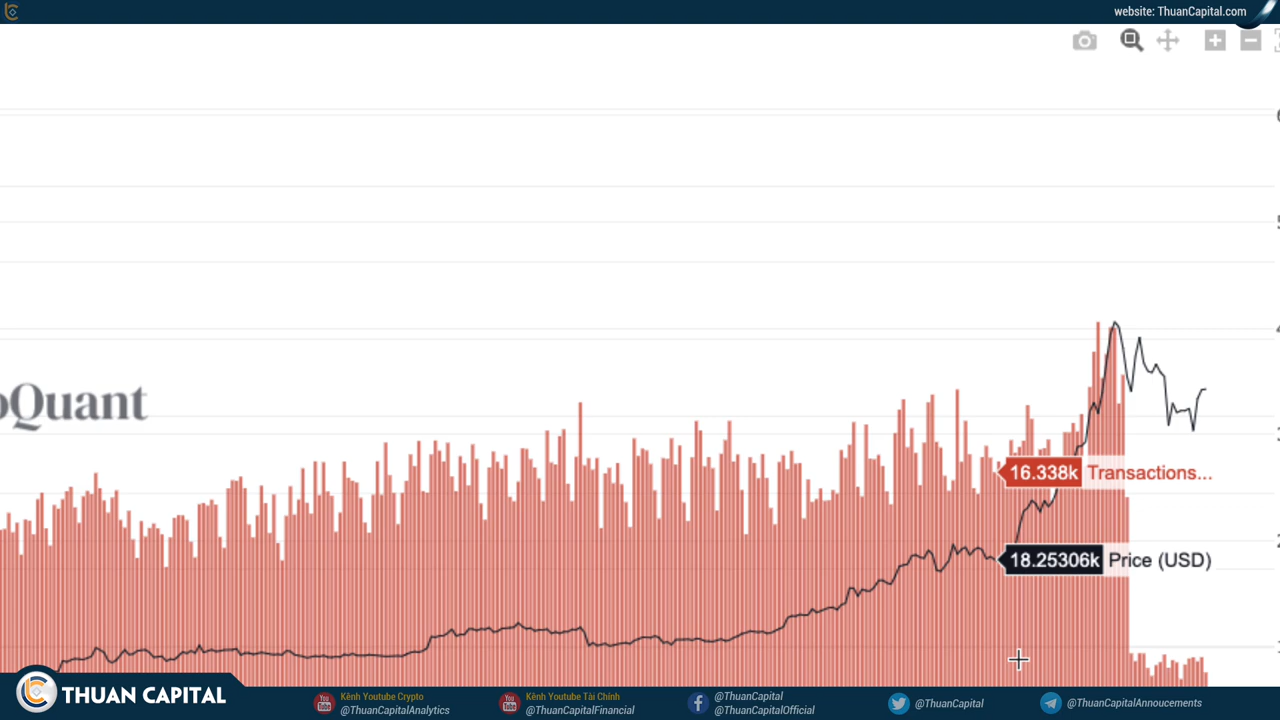 website: ThuanCapital.com
oQuant
16.338k Transactions...
18.25306k Price (USD)
THUAN CAPITAL
Kênh Youtube Crypto
@ThuanCapitalAnalytics
Kênh Youtube Tài Chính
@ThuanCapitalFinancial
@ThuanCapital
@ThuanCapitalOfficial
@ThuanCapital
@ThuanCapitalAnnoucements